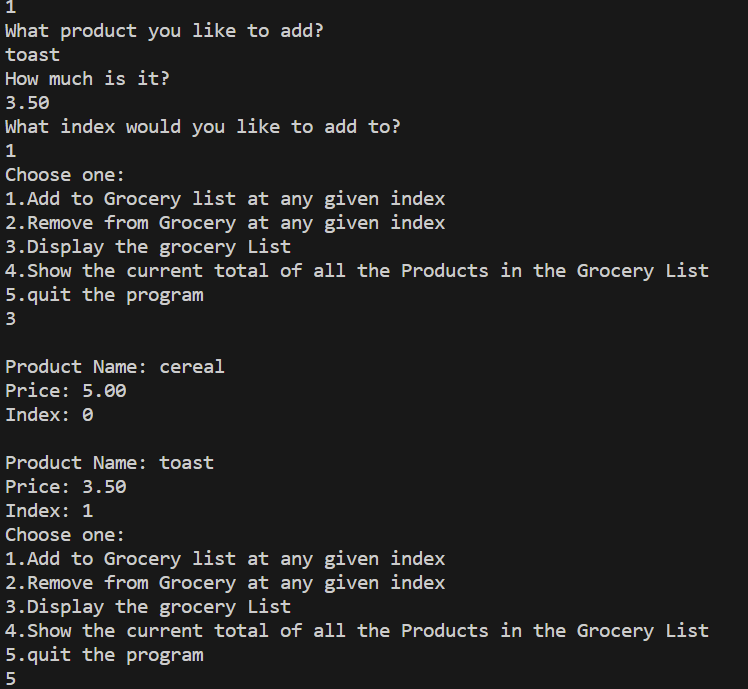 1
What product you like to add?
toast
How much is it?
3.50
What index would you like to add to?
1
Choose one:
1.Add to Grocery list at any given index
2.Remove from Grocery at any given index
3.Display the grocery List
4.Show the current total of all the Products in the Grocery List
5.quit the program
3

Product Name: cereal
Price: 5.00
Index: 0

Product Name: toast
Price: 3.50
Index: 1
Choose one:
1.Add to Grocery list at any given index
2.Remove from Grocery at any given index
3.Display the grocery List
4.Show the current total of all the Products in the Grocery List
5.quit the program
5